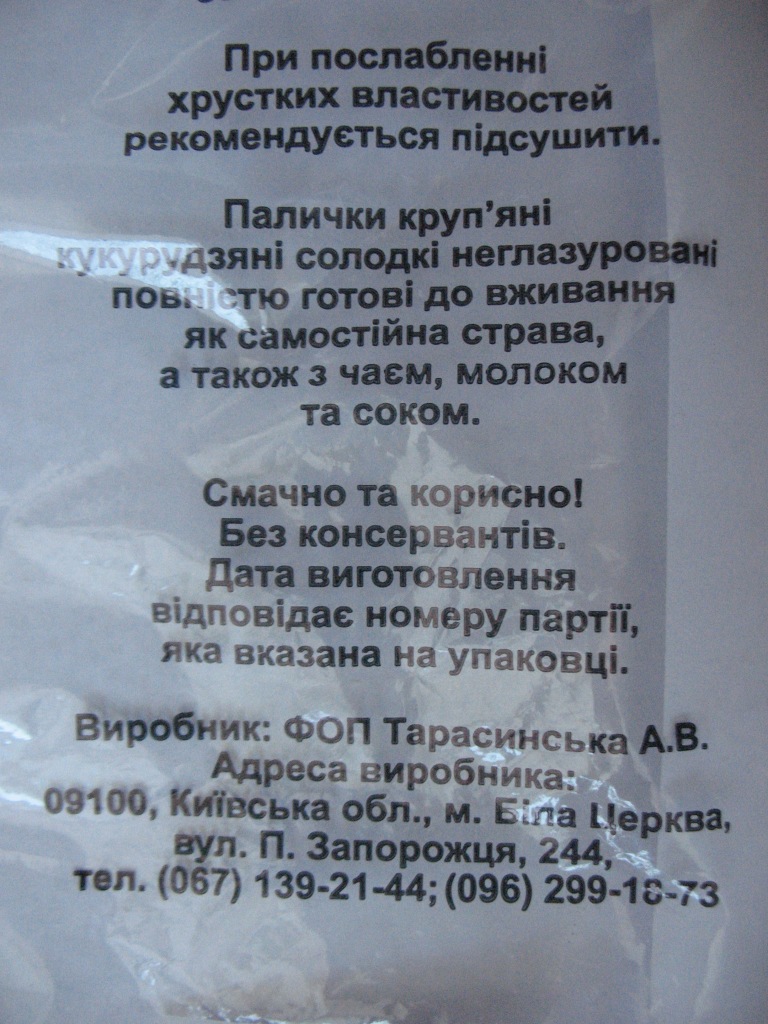 При послабленні
хрустких властивостей
рекомендується підсушити.
Палички круп'яні
кукурудзяні солодкі неглазуровані
повністю готові до вживання
як самостійна страва,
а також з чаєм, молоком
та соком.
Смачно та корисно!
Без консервантів.
Дата виготовлення
відповідає номеру партії,
яка вказана на упаковці.
Виробник: ФОП Тарасинська А.В.
Адреса виробника:
09100, Київська обл., м. Біла Церква,
вул. П. Запорожця, 244,
тел. (067) 139-21-44; (096) 299-18-73